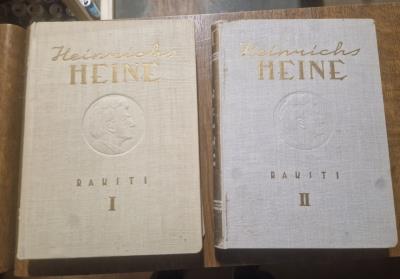 Heinrichs
HEINE
RAKSTI
I
Heinrichs
HEINE
RAKSTI
II